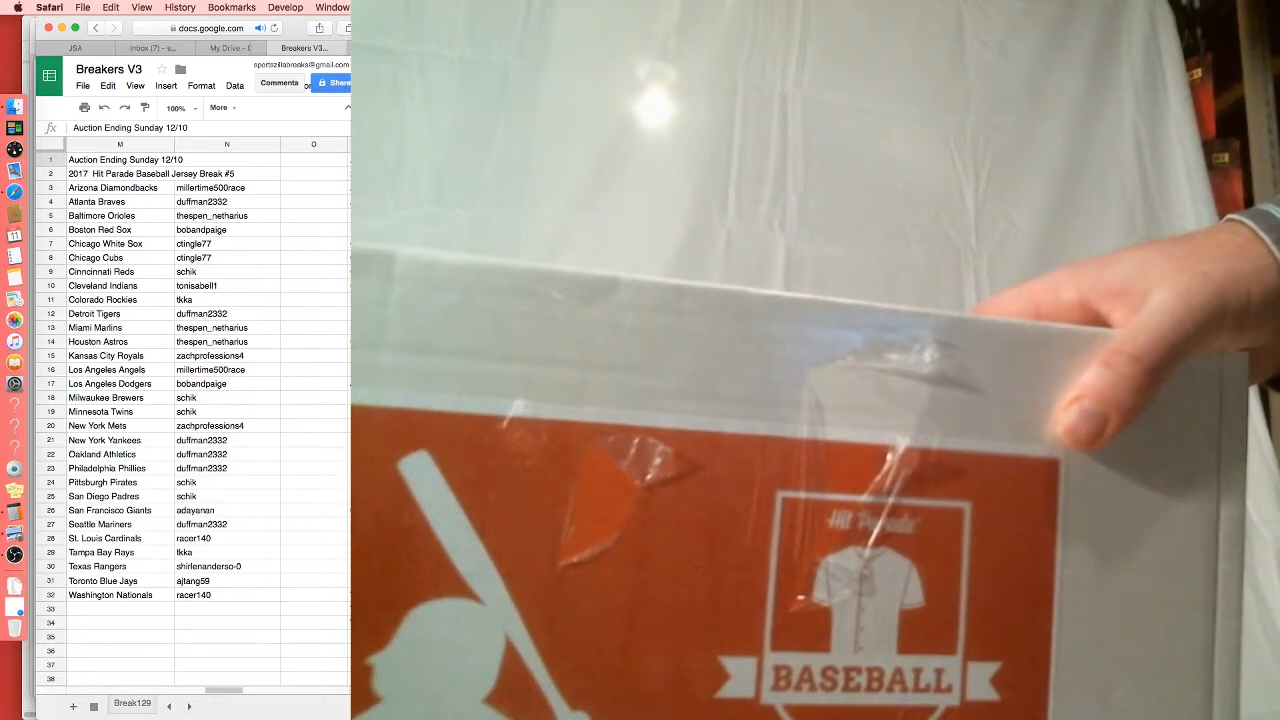 Safari File Edit View History Bookmarks Develop Window
docs.google.com
JSA Inbox (7) - s... My Drive - G Breakers V3...
Breakers V3
sportszillabreaks@gmail.com
File Edit View Insert Format Data
Comments Share
100% More
fx Auction Ending Sunday 12/10
M N O
1 Auction Ending Sunday 12/10
2 2017 Hit Parade Baseball Jersey Break #5
3 Arizona Diamondbacks millertime500race
4 Atlanta Braves duffman2332
5 Baltimore Orioles thespen_netharius
6 Boston Red Sox bobandpaige
7 Chicago White Sox ctingle77
8 Chicago Cubs ctingle77
9 Cinncinnati Reds schik
10 Cleveland Indians tonisabell1
11 Colorado Rockies tkka
12 Detroit Tigers duffman2332
13 Miami Marlins thespen_netharius
14 Houston Astros thespen_netharius
15 Kansas City Royals zachprofessions4
16 Los Angeles Angels millertime500race
17 Los Angeles Dodgers bobandpaige
18 Milwaukee Brewers schik
19 Minnesota Twins schik
20 New York Mets zachprofessions4
21 New York Yankees duffman2332
22 Oakland Athletics duffman2332
23 Philadelphia Phillies duffman2332
24 Pittsburgh Pirates schik
25 San Diego Padres schik
26 San Francisco Giants adayanan
27 Seattle Mariners duffman2332
28 St. Louis Cardinals racer140
29 Tampa Bay Rays tkka
30 Texas Rangers shirlenanderso-0
31 Toronto Blue Jays ajtang59
32 Washington Nationals racer140
33
34
35
36
37
38
Break129
Hit Parade
BASEBALL